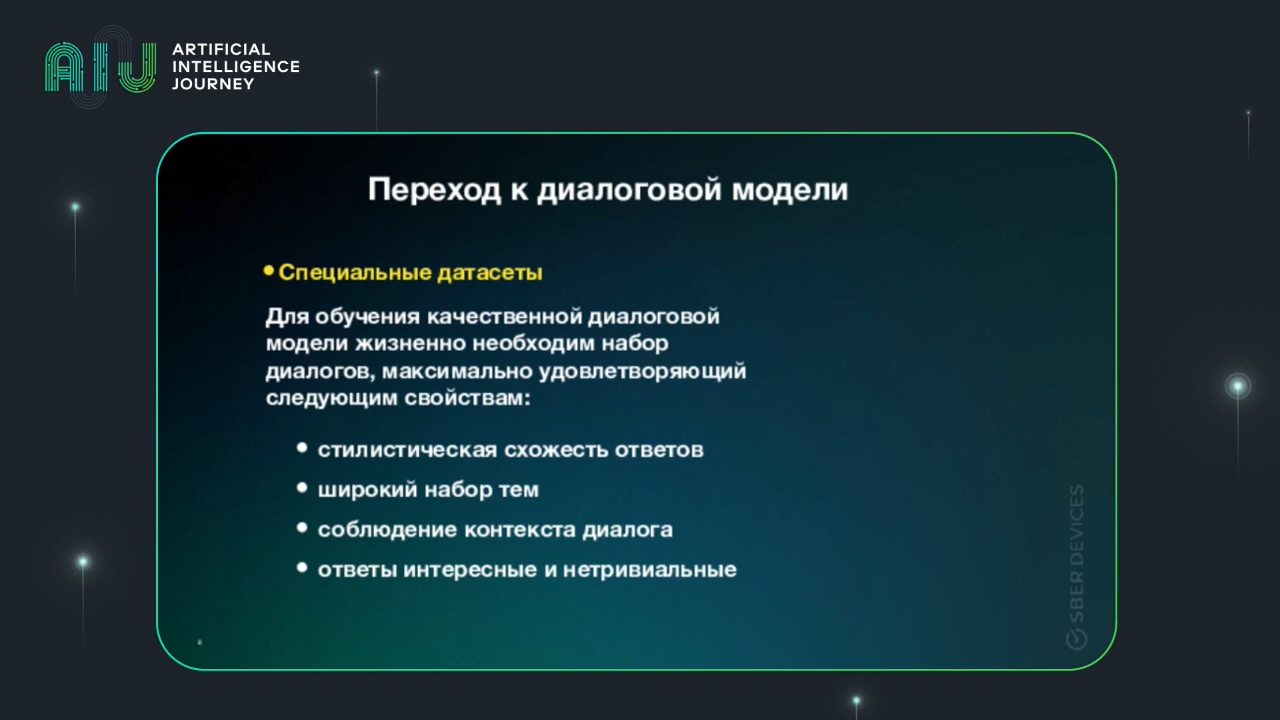 ARTIFICIAL
INTELLIGENCE
JOURNEY
Переход к диалоговой модели
• Специальные датасеты
Для обучения качественной диалоговой
модели жизненно необходим набор
диалогов, максимально удовлетворяющий
следующим свойствам:
• стилистическая схожесть ответов
• широкий набор тем
• соблюдение контекста диалога
• ответы интересные и нетривиальные
SBER DEVICES